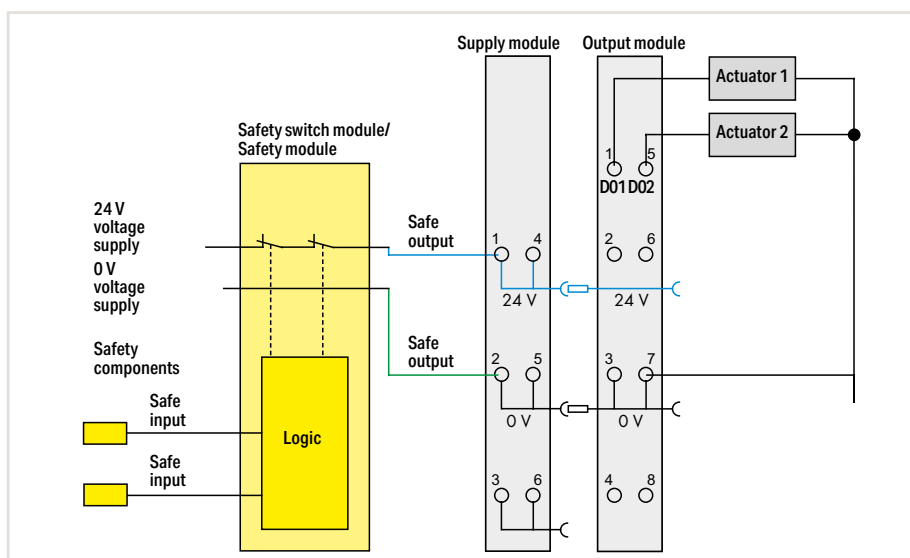 Supply module
Output module
Actuator 1
Actuator 2
Safety switch module/
Safety module
1 5
D01 D02
24 V
voltage
supply
Safe
output
1 4
2 6
24 V
24 V
0 V
voltage
supply
Safe
output
2 5
3 7
0 V
0 V
Safety
components
Safe
input
Logic
Safe
input
3 6
4 8